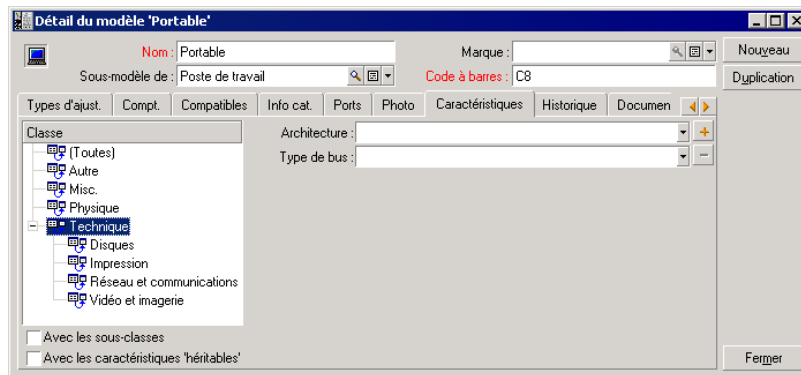 Détail du modèle 'Portable'
Nom : Portable Marque : Nouveau
Sous-modèle de : Poste de travail Code à barres : C8 Duplication
Types d'ajust. Compt. Compatibles Info cat. Ports Photo Caractéristiques Historique Documen
Classe Architecture :
(Toutes) Type de bus :
Autre
Misc.
Physique
Technique
Disques
Impression
Réseau et communications
Vidéo et imagerie
Avec les sous-classes
Avec les caractéristiques 'héritables' Fermer